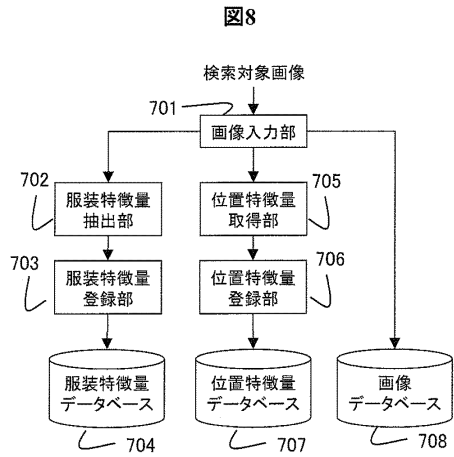 図8
検索対象画像
701
画像入力部
702
服装特徴量
抽出部
705
位置特徴量
取得部
703
服装特徴量
登録部
706
位置特徴量
登録部
服装特徴量
データベース
704
位置特徴量
データベース
707
画像
データベース
708